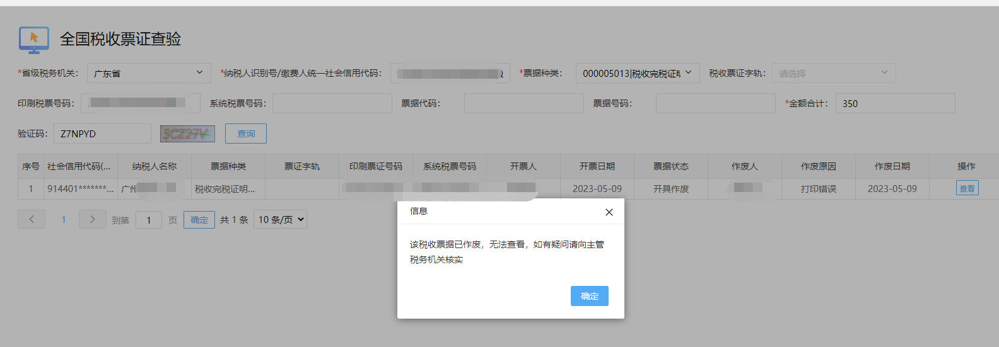 全国税收票证查验
*省级税务机关： 广东省 *纳税人识别号/缴费人统一社会信用代码： Q *票据种类： 000005013|税收完税证明 税收票证字轨： 请选择
印刷税票号码： 系统税票号码： 票据代码： 票据号码： *金额合计： 350
验证码： Z7NPYD 5CZ27V 查询
序号 社会信用代码(... 纳税人名称 票据种类 票证字轨 印刷票证号码 系统税票号码 开票人 开票日期 票据状态 作废人 作废原因 作废日期 操作
1 914401*******... 广州 税收完税证明... 2023-05-09 开具作废 打印错误 2023-05-09 查看
1 到第 1 页 确定 共 1 条 10 条/页
信息
该税收票据已作废，无法查看，如有疑问请向主管
税务机关核实
确定